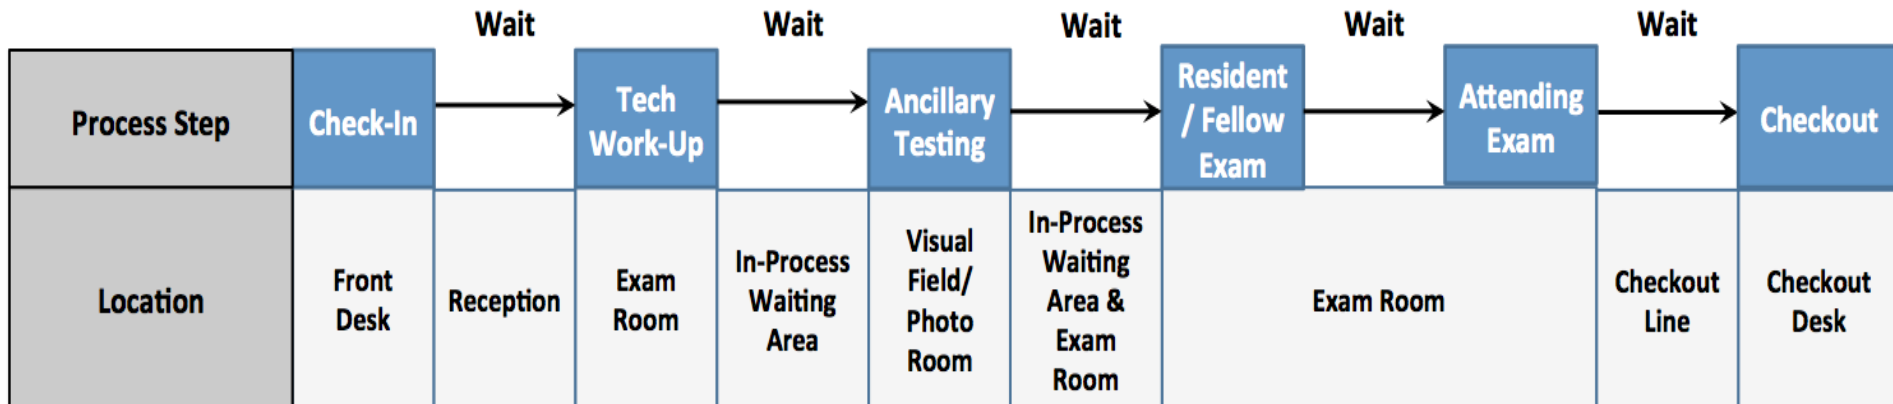 Wait Wait Wait Wait Wait
Process Step
Check-In
Tech
Work-Up
Ancillary
Testing
Resident
/ Fellow
Exam
Attending
Exam
Checkout
Location
Front
Desk
Reception
Exam
Room
In-Process
Waiting
Area
Visual
Field/
Photo
Room
In-Process
Waiting
Area &
Exam
Room
Exam Room
Checkout
Line
Checkout
Desk